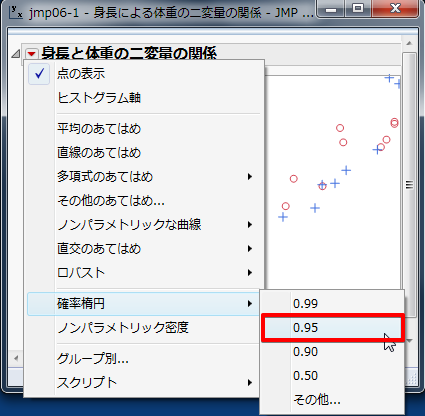 jmp06-1 - 身長による体重の二変量の関係 - JMP ...
身長と体重の二変量の関係
点の表示
ヒストグラム軸
平均のあてはめ
直線のあてはめ
多項式のあてはめ
その他のあてはめ...
ノンパラメトリックな曲線
直交のあてはめ
ロバスト
確率楕円
ノンパラメトリック密度
グループ別...
スクリプト
0.99
0.95
0.90
0.50
その他...